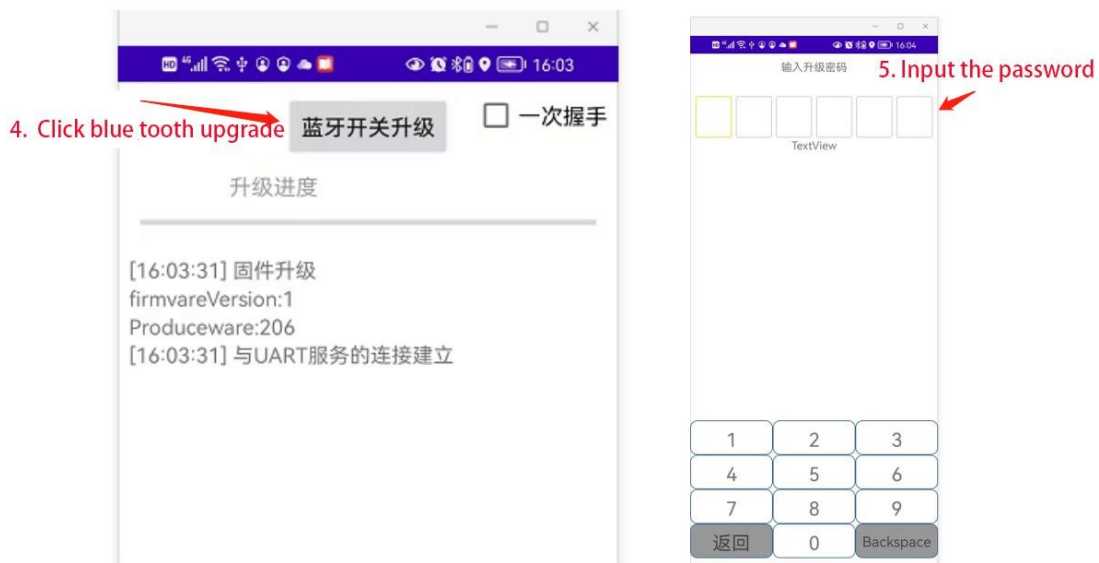 HD 46 16:03
4. Click blue tooth upgrade
蓝牙开关升级
一次握手
升级进度
[16:03:31] 固件升级
firmvareVersion:1
Produceware:206
[16:03:31] 与UART服务的连接建立
16:04
输入升级密码
5. Input the password
TextView
1 2 3
4 5 6
7 8 9
返回 0 Backspace